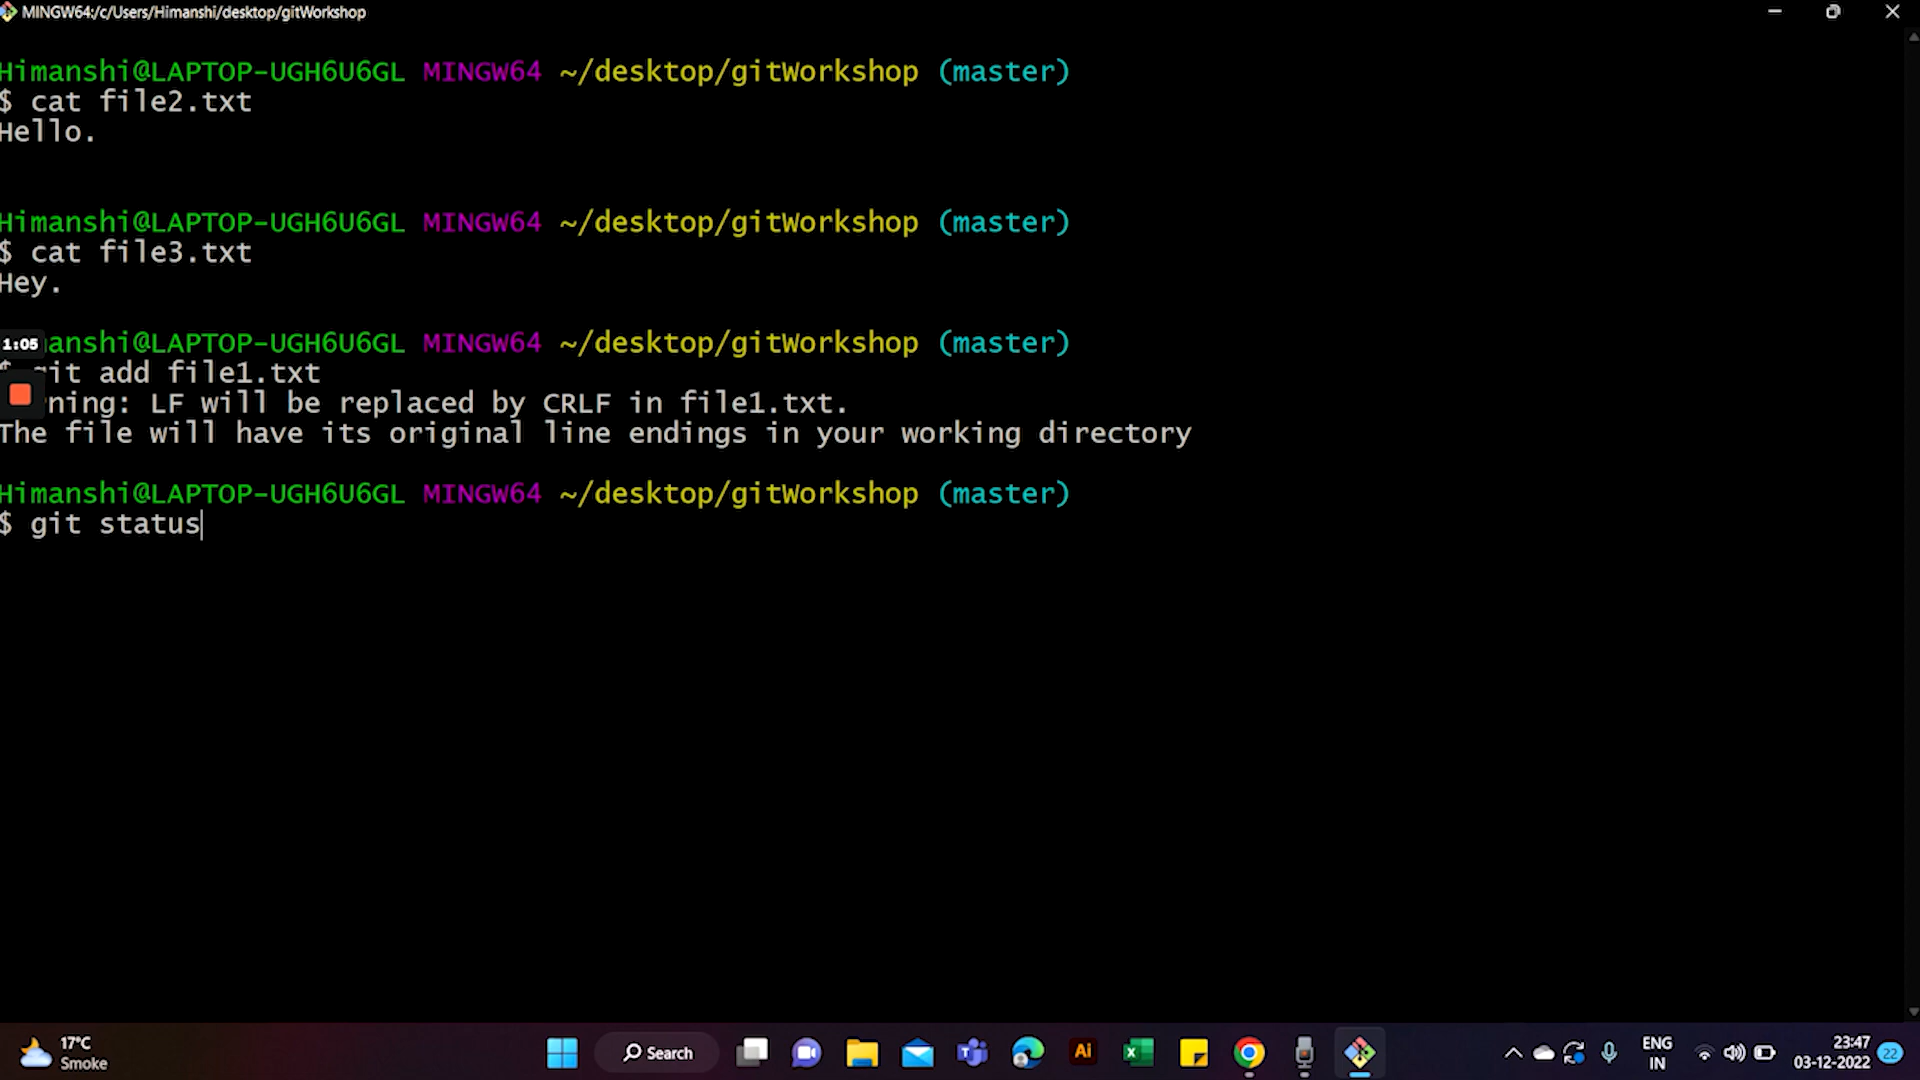 MINGW64:/c/Users/Himanshi/desktop/gitWorkshop
Himanshi@LAPTOP-UGH6U6GL MINGW64 ~/desktop/gitWorkshop (master)
$ cat file2.txt
Hello.
Himanshi@LAPTOP-UGH6U6GL MINGW64 ~/desktop/gitWorkshop (master)
$ cat file3.txt
Hey.
1:05 anshi@LAPTOP-UGH6U6GL MINGW64 ~/desktop/gitWorkshop (master)
git add file1.txt
ning: LF will be replaced by CRLF in file1.txt.
The file will have its original line endings in your working directory
Himanshi@LAPTOP-UGH6U6GL MINGW64 ~/desktop/gitWorkshop (master)
$ git status
17°C
Smoke
Search
Ai
ENG
IN
23:47
03-12-2022
22